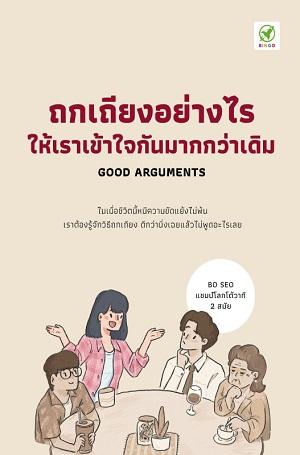 BINGO
ถกเถียงอย่างไร
ให้เราเข้าใจกันมากกว่าเดิม
GOOD ARGUMENTS
ในเมื่อชีวิตนี้หนีความขัดแย้งไม่พ้น
เราต้องรู้จักวิธีถกเถียง ดีกว่านิ่งเฉยแล้วไม่พูดอะไรเลย
BO SEO
แชมป์โลกโต้วาที
2 สมัย